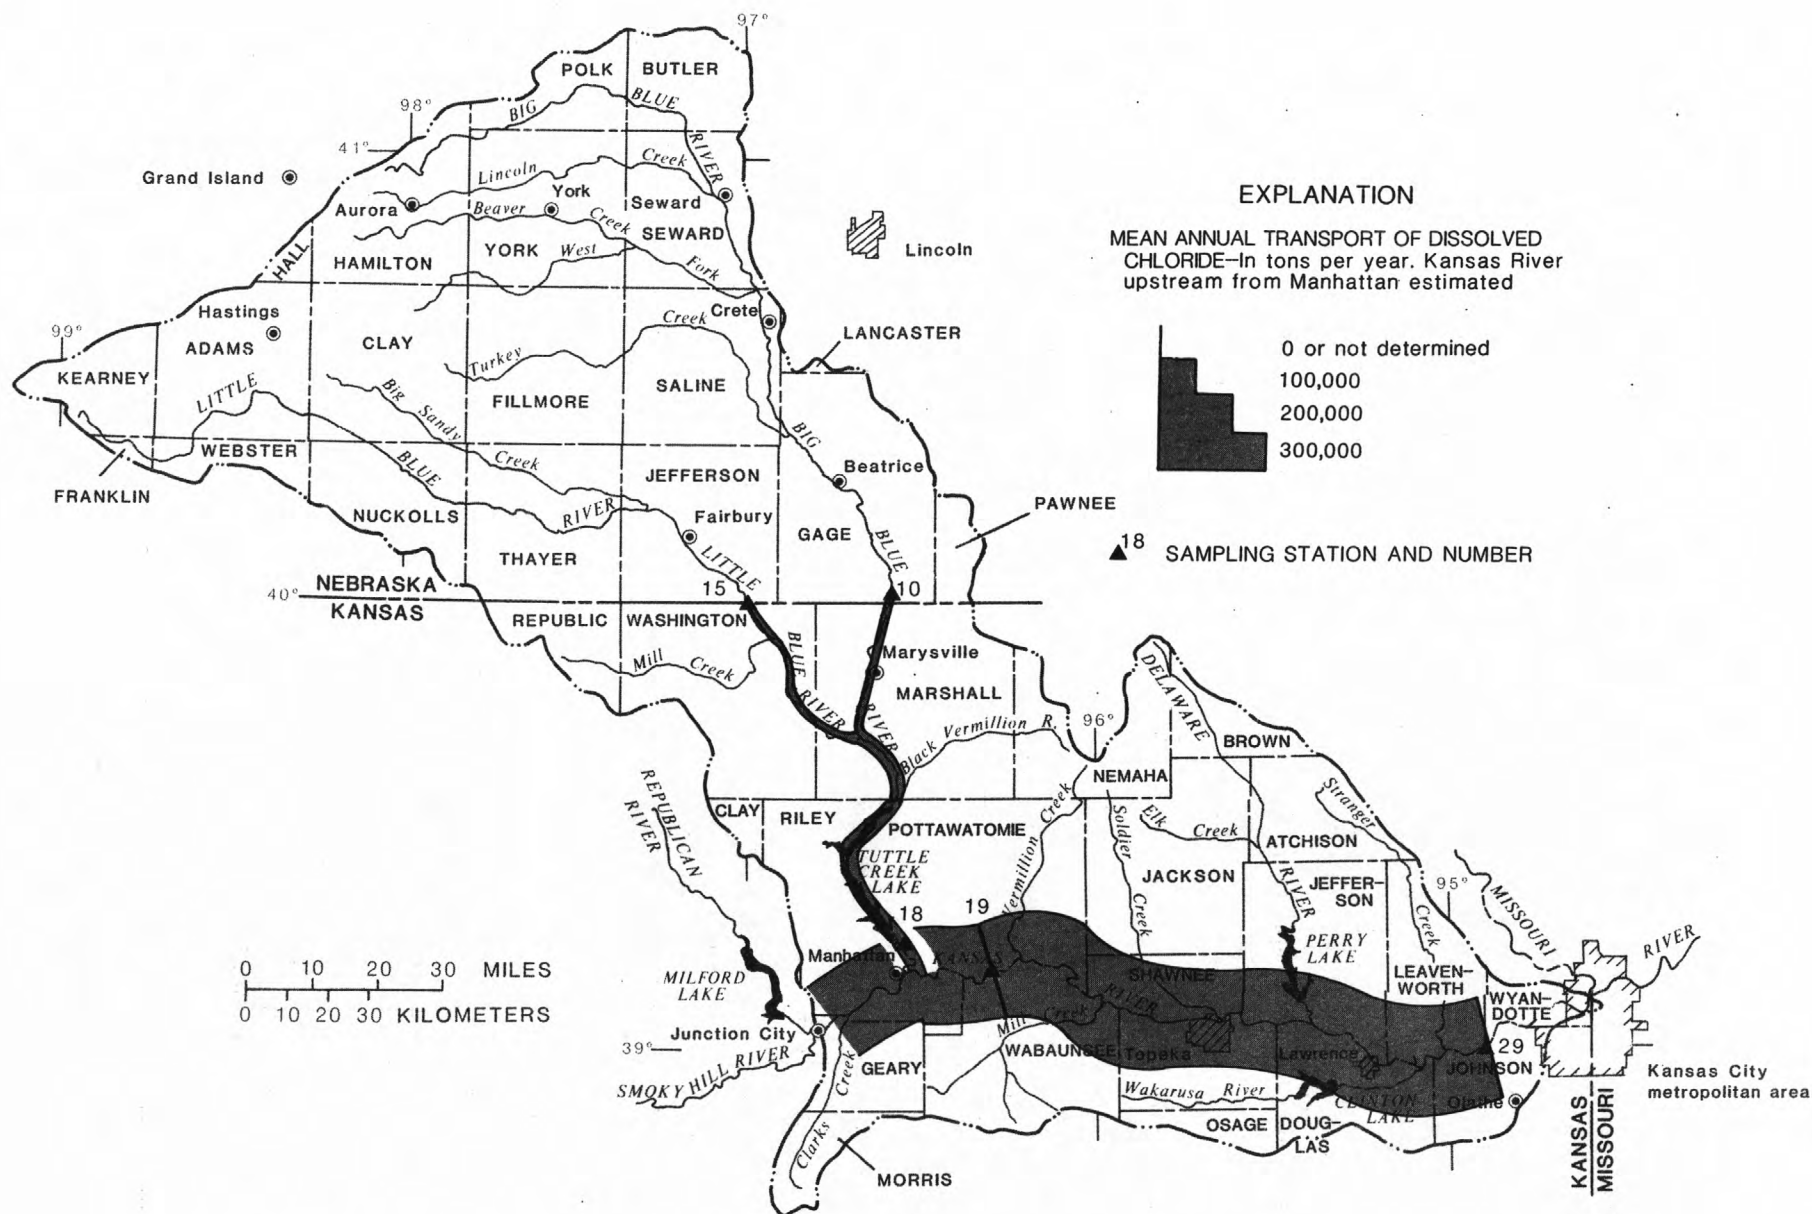 97°
POLK
BUTLER
BIG
BLUE
RIVER
98°
41°
Grand Island
Lincoln
Creek
York
Seward
Aurora
Beaver
Creek
SEWARD
Lincoln
HALL
HAMILTON
YORK
West
Fork
Hastings
ADAMS
CLAY
Creek
Crete
LANCASTER
99°
KEARNEY
LITTLE
Turkey
SALINE
Big
Sandy
Creek
FILLMORE
BIG
WEBSTER
BLUE
JEFFERSON
Beatrice
FRANKLIN
NUCKOLLS
RIVER
Fairbury
GAGE
BLUE
PAWNEE
THAYER
LITTLE
NEBRASKA
40°
KANSAS
15
10
EXPLANATION
MEAN ANNUAL TRANSPORT OF DISSOLVED
CHLORIDE—In tons per year. Kansas River
upstream from Manhattan estimated
0 or not determined
100,000
200,000
300,000
18 SAMPLING STATION AND NUMBER
REPUBLIC
WASHINGTON
BLUE
RIVER
Mill
Creek
Marysville
MARSHALL
RIVER
Black Vermillion R.
96°
DELAWARE
BROWN
NEMAHA
REPUBLICAN
RIVER
CLAY
RILEY
POTTAWATOMIE
Vermillion
Creek
Soldier
Creek
Elk
Creek
ATCHISON
Stranger
Creek
TUTTLE
CREEK
LAKE
JACKSON
RIVER
JEFFER-
SON
95°
MISSOURI
RIVER
18
19
Manhattan
KANSAS
RIVER
SHAWNEE
PERRY
LAKE
LEAVEN-
WORTH
WYAN-
DOTTE
0 10 20 30 MILES
0 10 20 30 KILOMETERS
MILFORD
LAKE
Junction City
39°
SMOKY HILL RIVER
GEARY
Clarks
Creek
Mill
Creek
WABAUNSEE
Topeka
Lawrence
29
JOHNSON
Wakarusa River
CLINTON
LAKE
Olathe
OSAGE
DOUG-
LAS
MORRIS
Kansas City
metropolitan area
KANSAS
MISSOURI